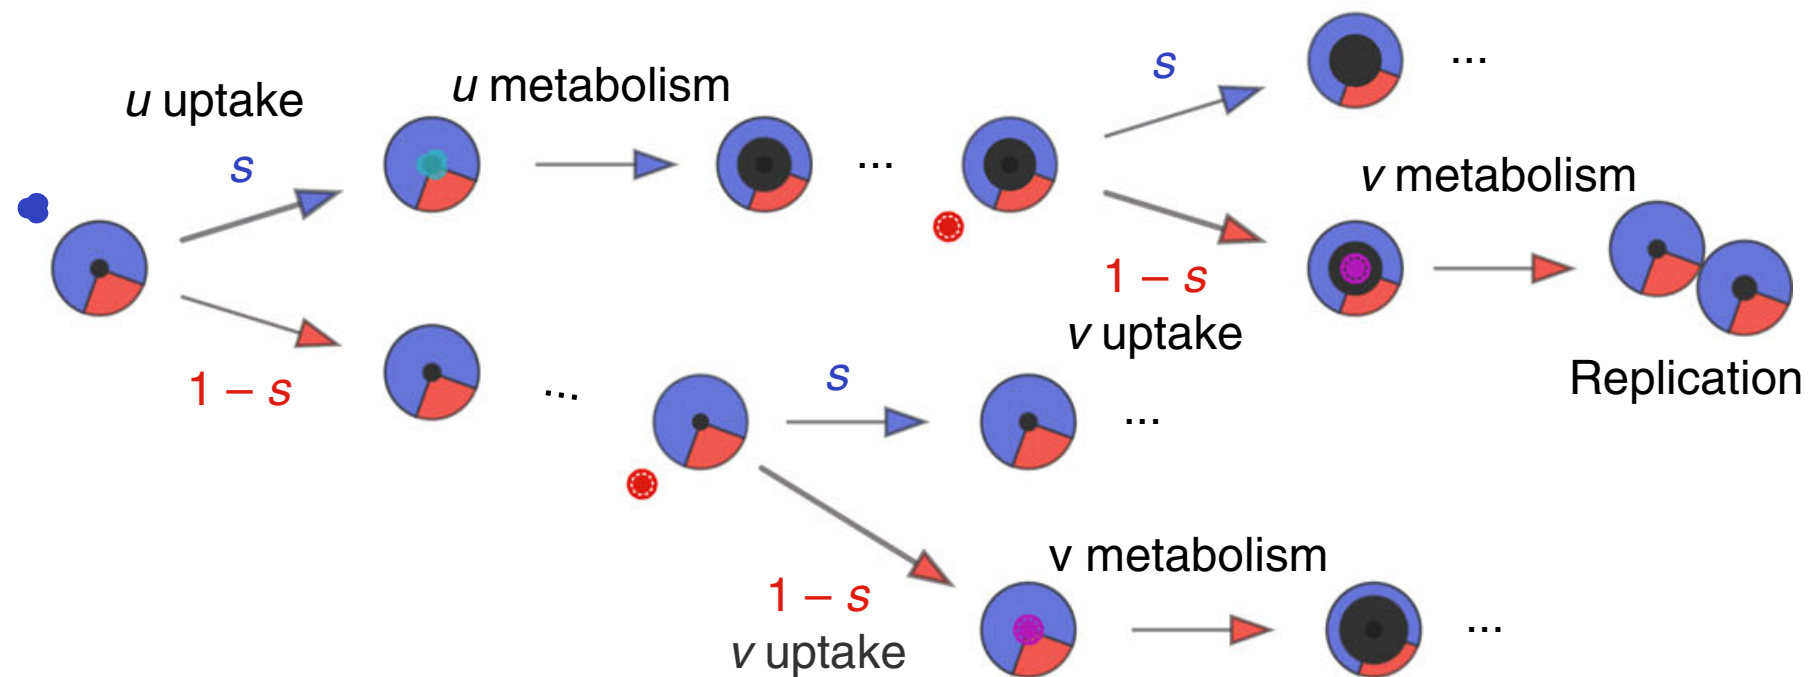 u uptake
s
1 – s
u metabolism
...
...
s
...
1 – s
v uptake
v metabolism
Replication
s
...
1 – s
v uptake
v metabolism
...